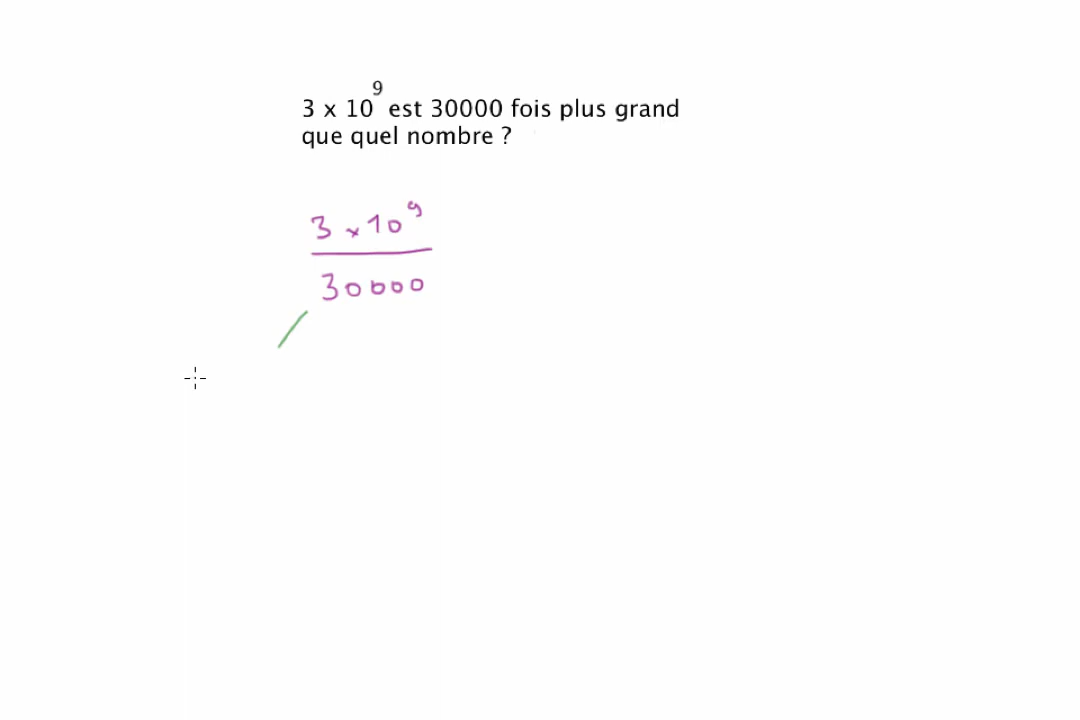 3 x 10⁹ est 30000 fois plus grand
que quel nombre ?
3 x 10⁹
30000